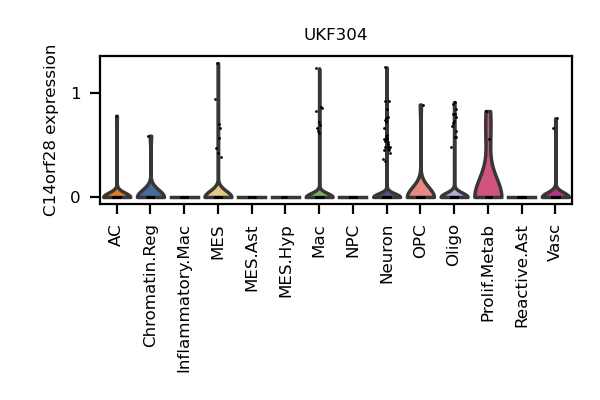 UKF304
C14orf28 expression
1
0
AC
Chromatin.Reg
Inflammatory.Mac
MES
MES.Ast
MES.Hyp
Mac
NPC
Neuron
OPC
Oligo
Prolif.Metab
Reactive.Ast
Vasc